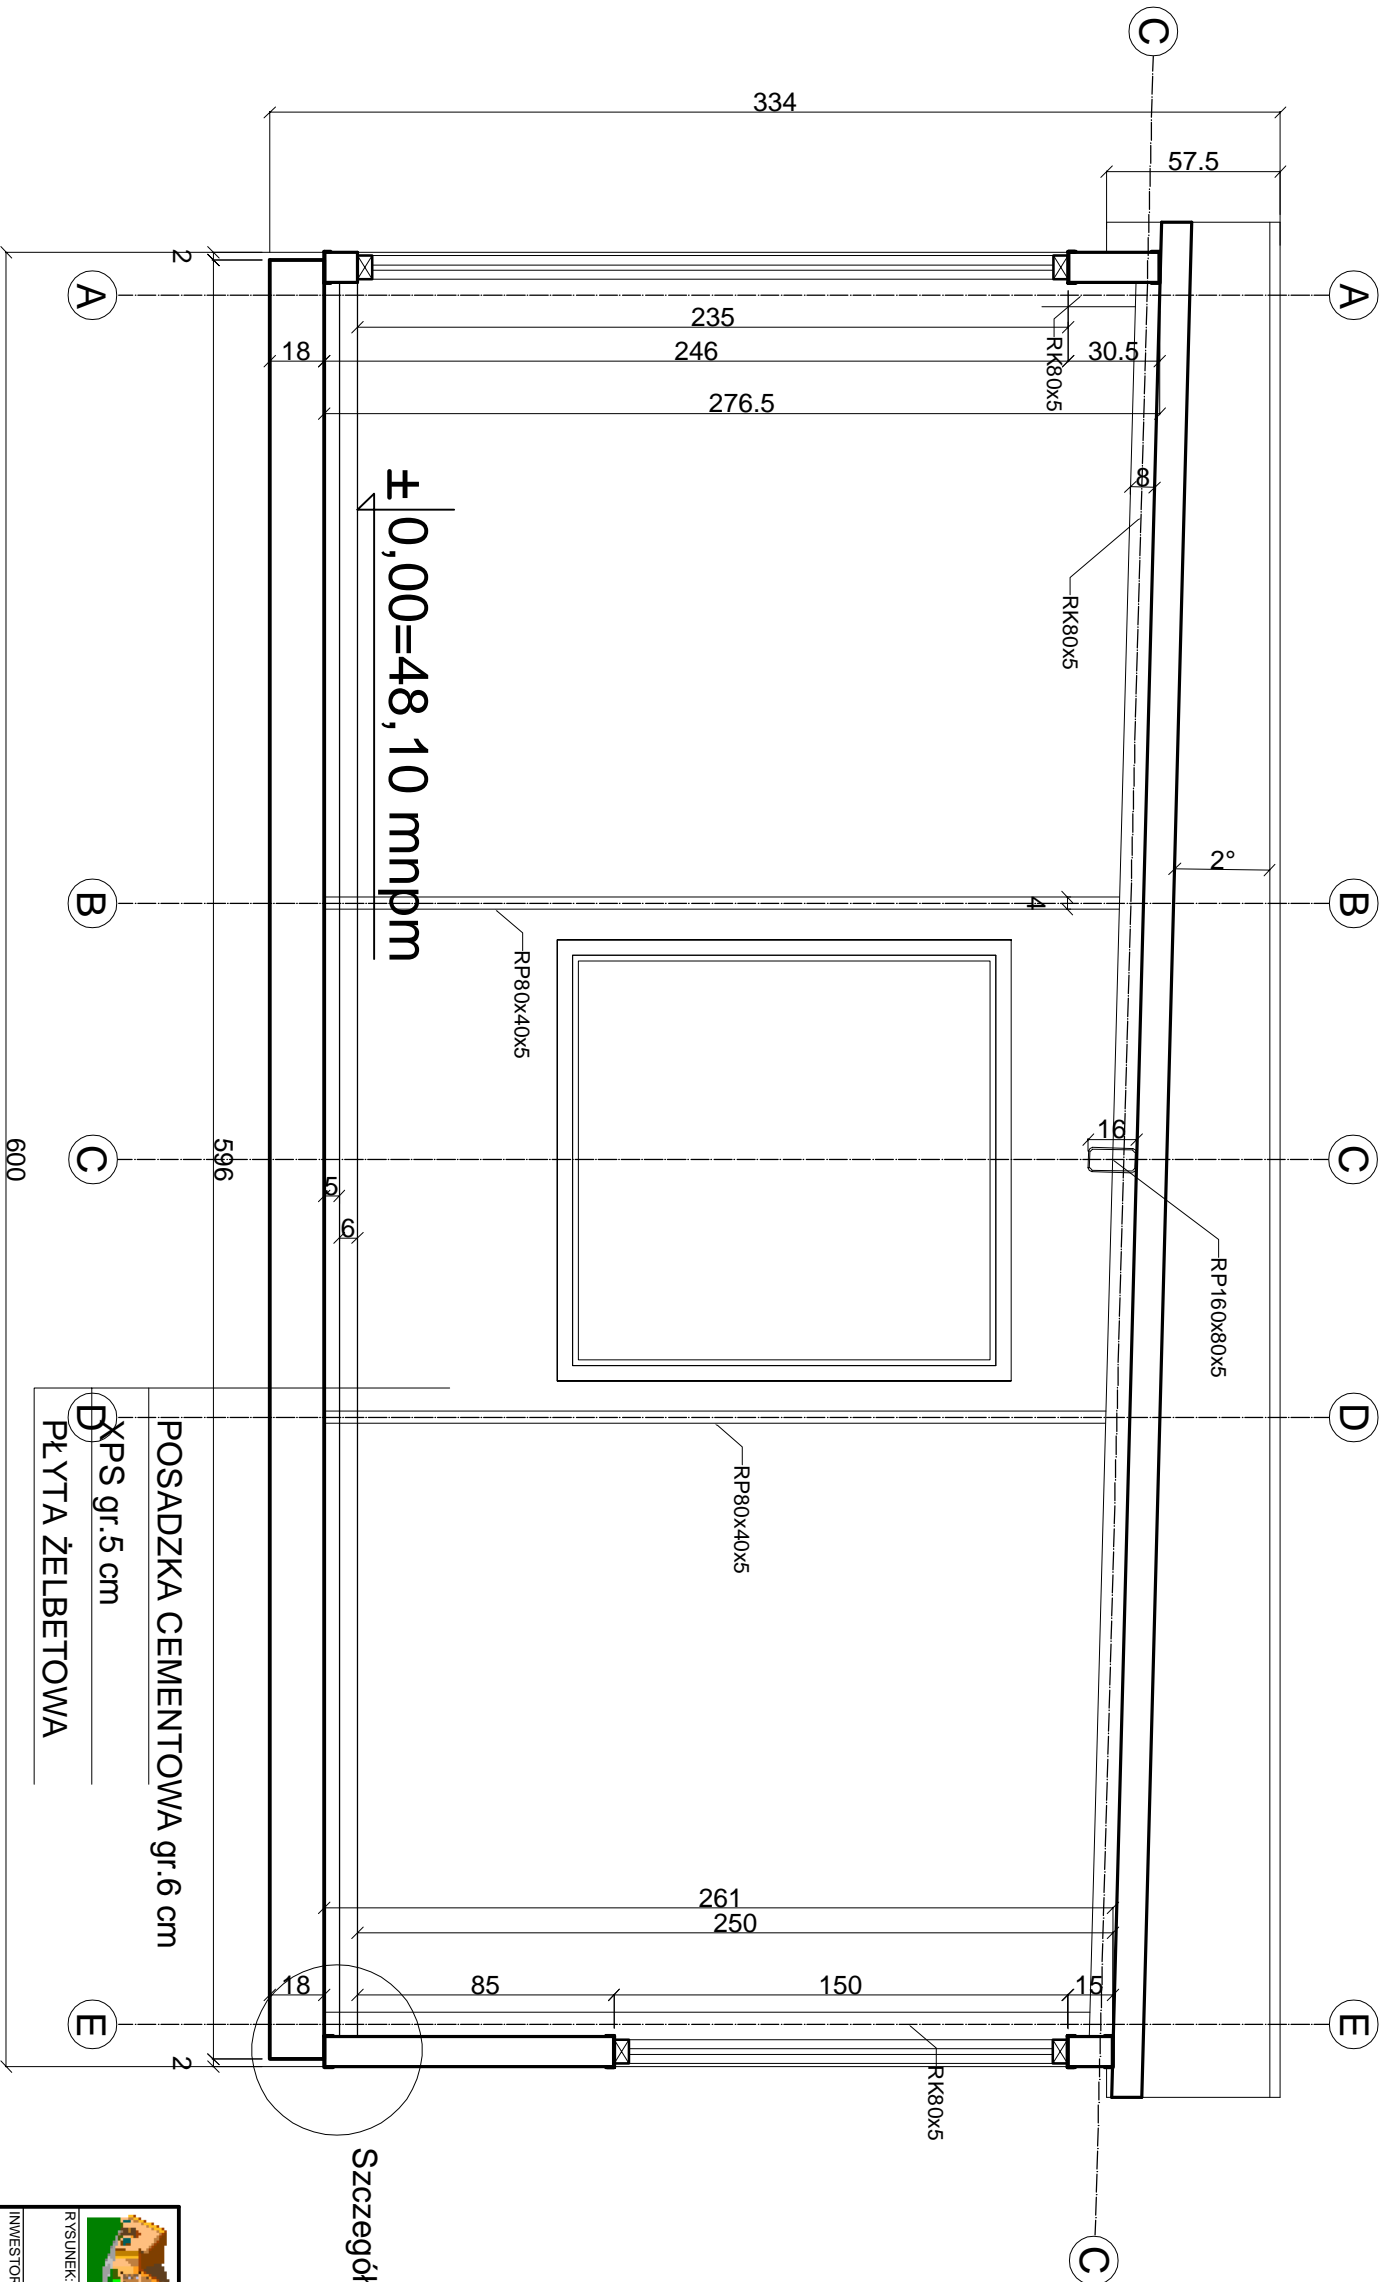 C
334
57.5
2
A
A
235
18
246
30.5
RK80x5
276.5
8
± 0,00=48,10 mnpm
RK80x5
2°
B
4
B
RP80x40x5
16
C
596
600
C
5
6
RP160x80x5
D
D
POSADZKA CEMENTOWA gr.6 cm
XPS gr.5 cm
PŁYTA ŻELBETOWA
RP80x40x5
261
250
18
85
150
15
E
E
2
RK80x5
Szczegół
C
RYSUNEK:
INWESTOR